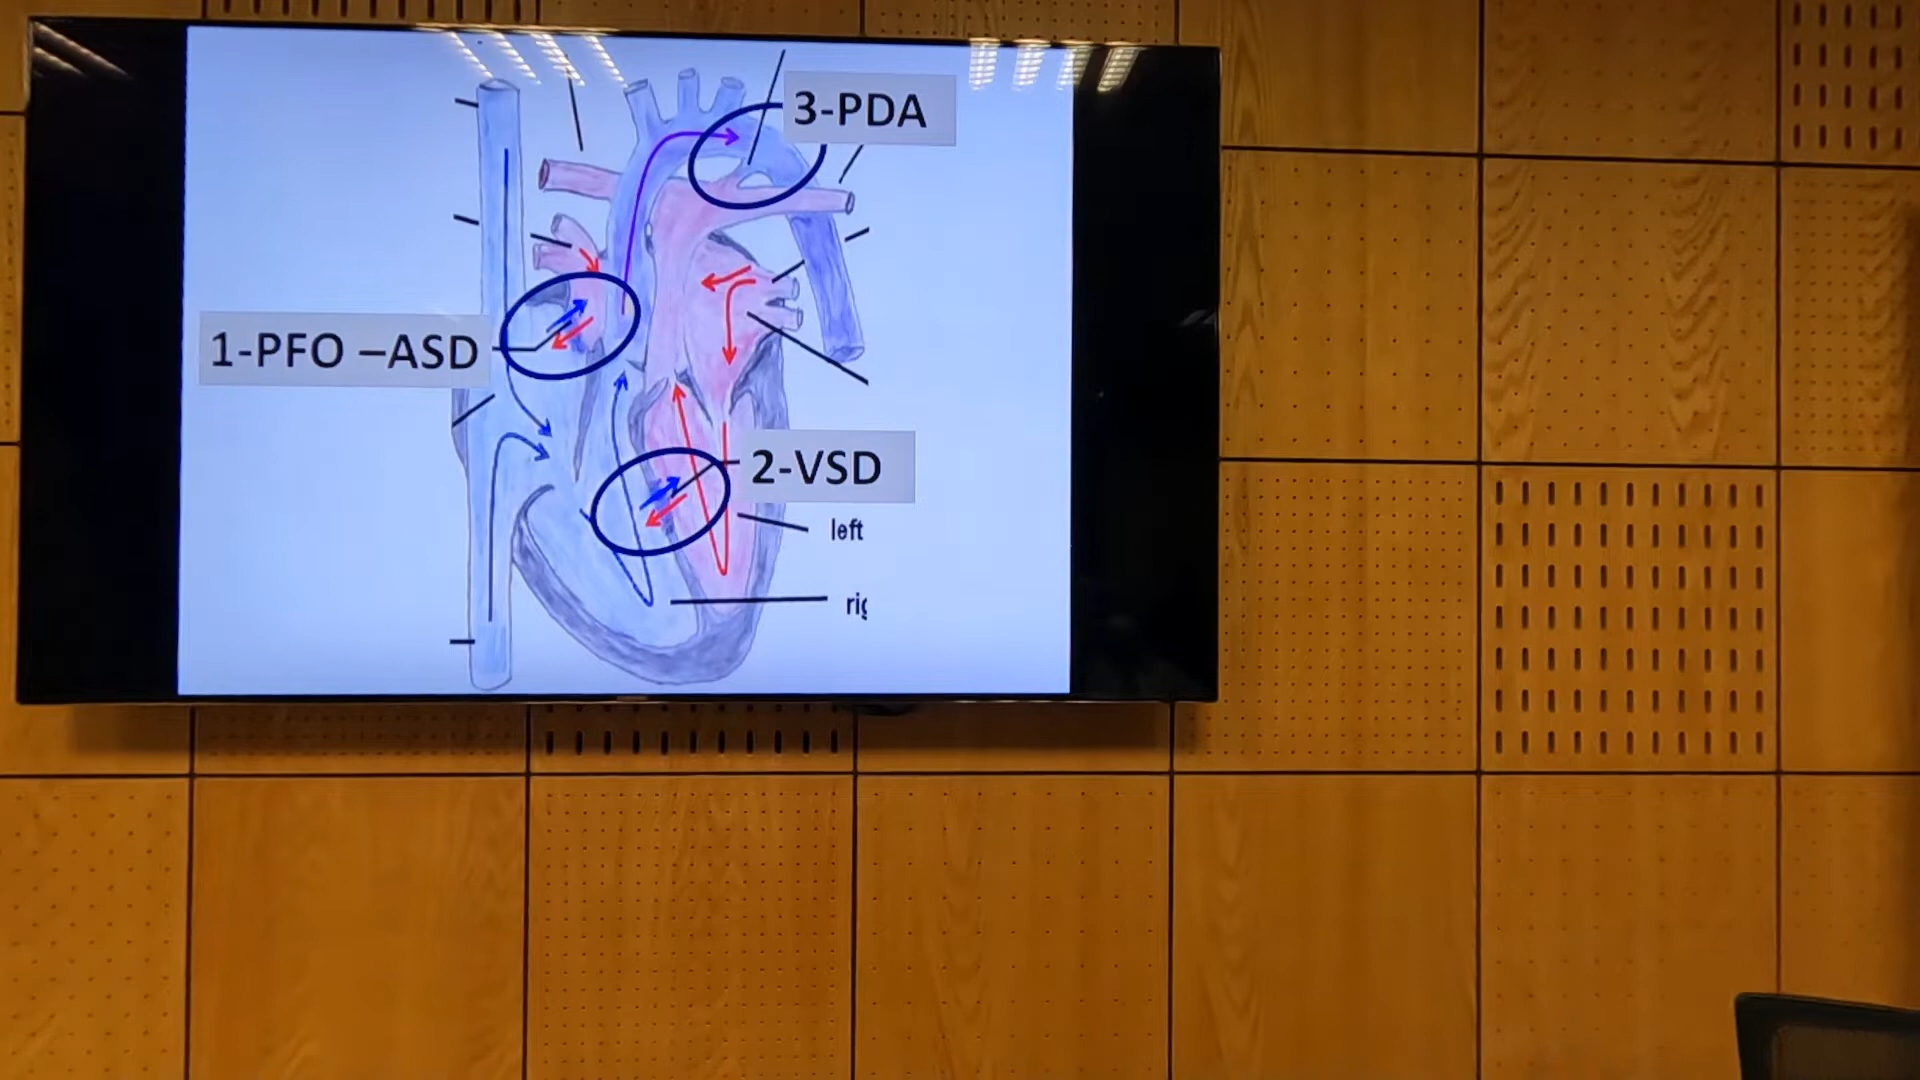 3-PDA
1-PFO –ASD
2-VSD
left